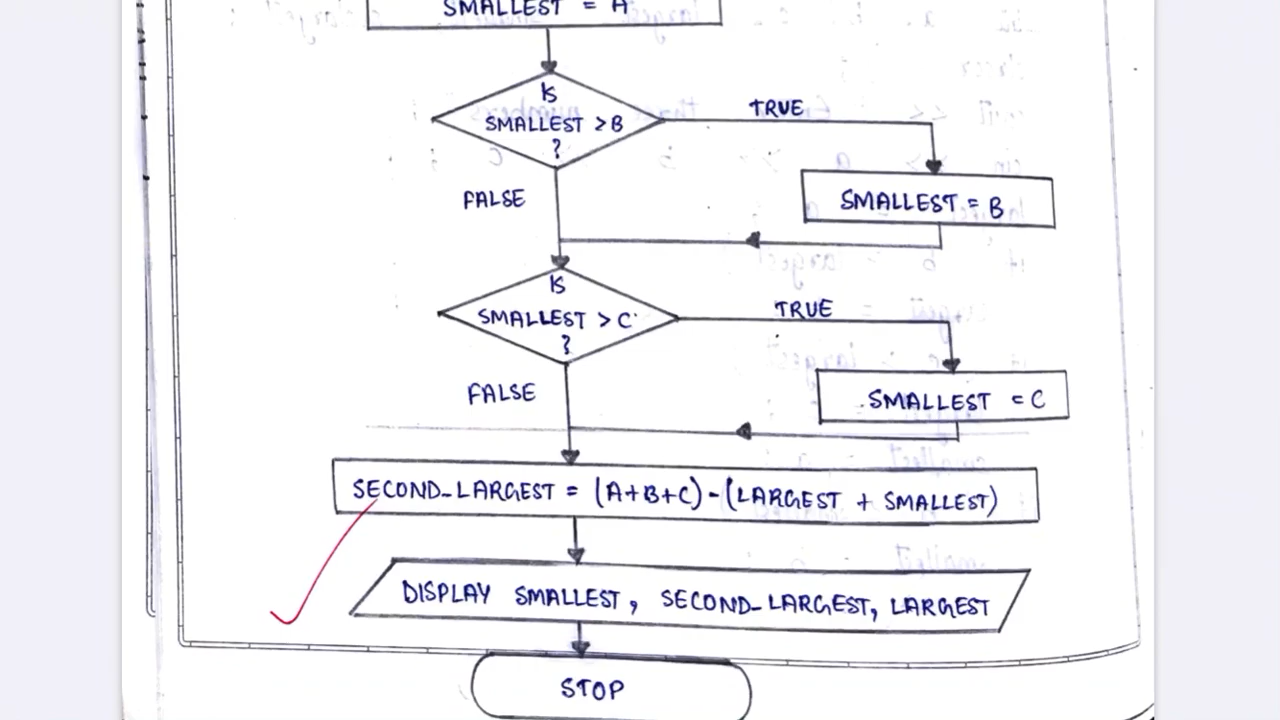 SMALLEST = A
IS
SMALLEST > B
?
TRUE
SMALLEST = B
FALSE
IS
SMALLEST > C
?
TRUE
SMALLEST = C
FALSE
SECOND_LARGEST = (A+B+C) - (LARGEST + SMALLEST)
DISPLAY SMALLEST, SECOND_LARGEST, LARGEST
STOP